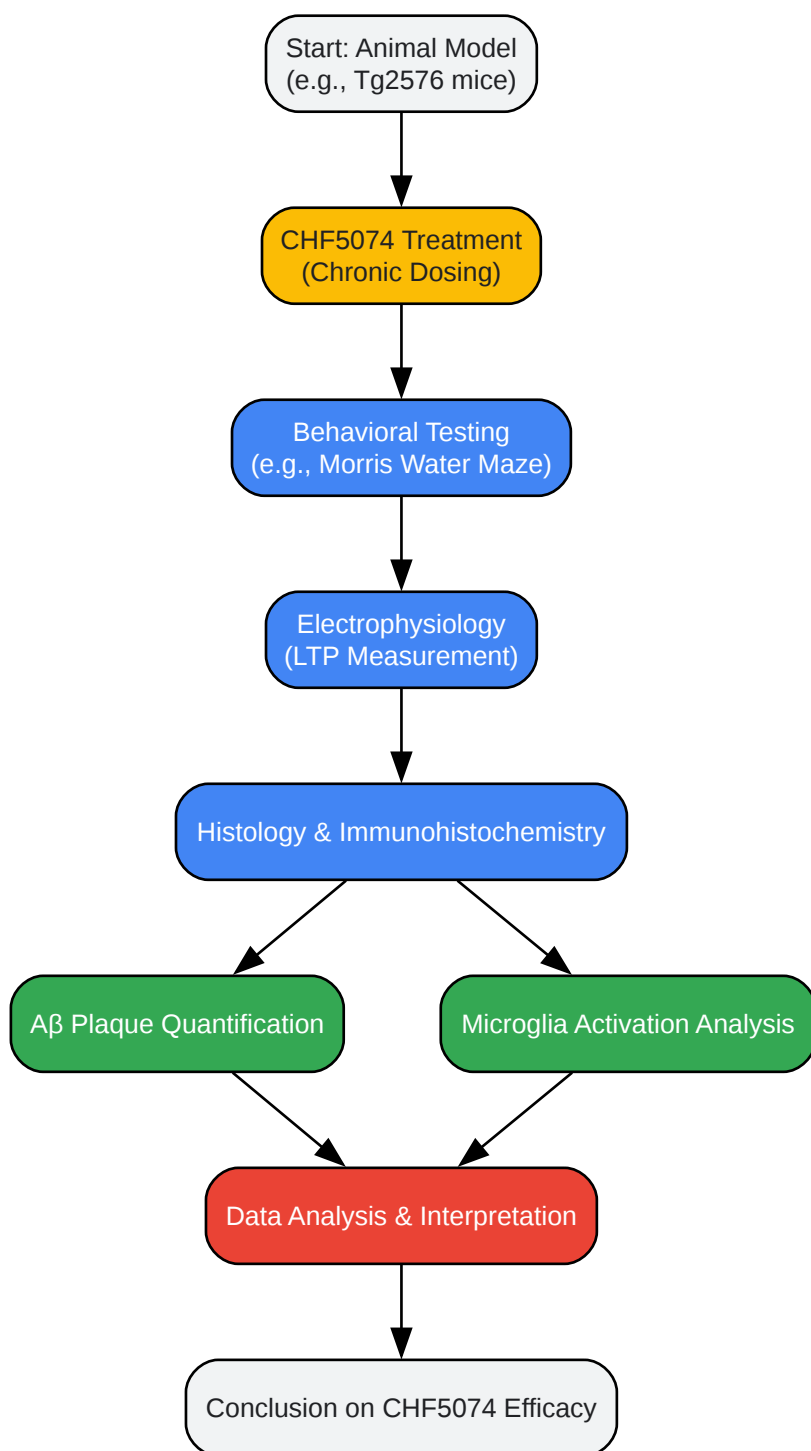 Start: Animal Model
(e.g., Tg2576 mice)
CHF5074 Treatment
(Chronic Dosing)
Behavioral Testing
(e.g., Morris Water Maze)
Electrophysiology
(LTP Measurement)
Histology & Immunohistochemistry
Aβ Plaque Quantification
Microglia Activation Analysis
Data Analysis & Interpretation
Conclusion on CHF5074 Efficacy